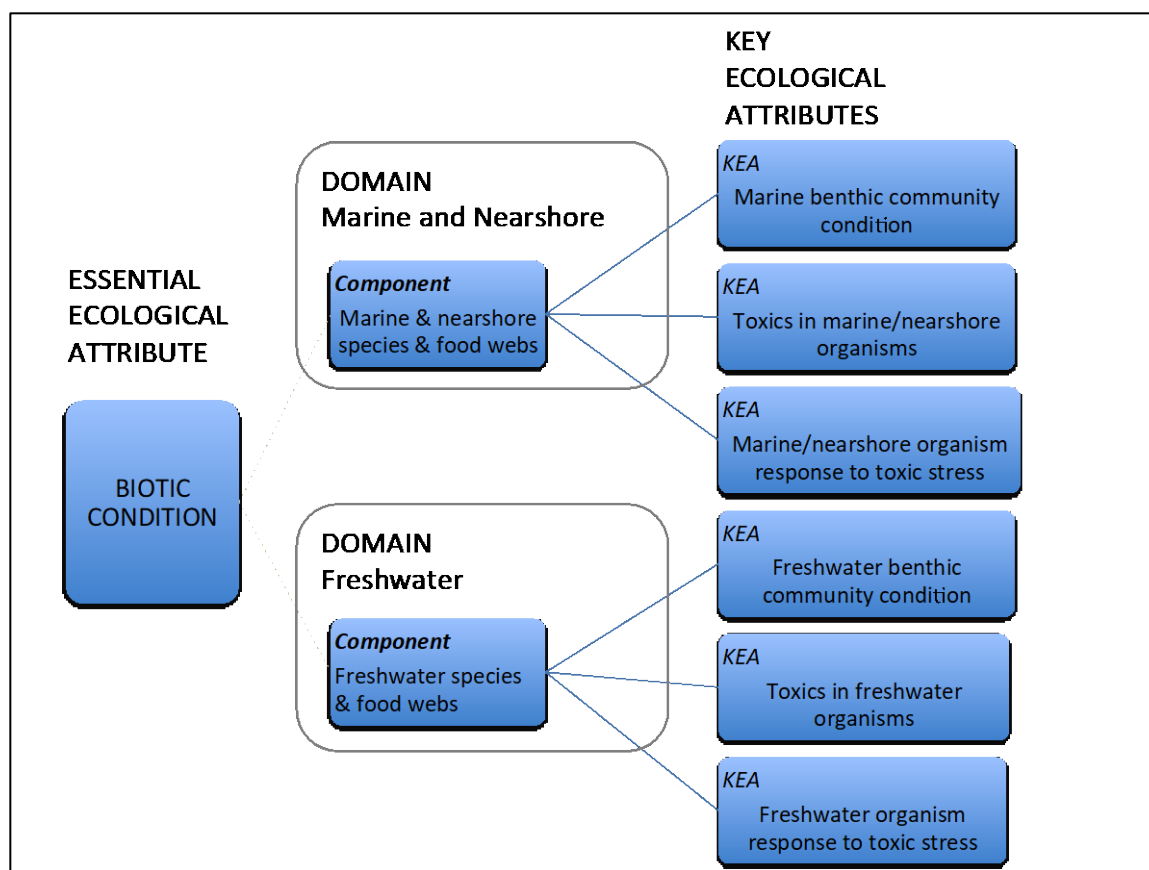 ESSENTIAL
ECOLOGICAL
ATTRIBUTE
BIOTIC
CONDITION
DOMAIN
Marine and Nearshore
Component
Marine & nearshore
species & food webs
DOMAIN
Freshwater
Component
Freshwater species
& food webs
KEY
ECOLOGICAL
ATTRIBUTES
KEA
Marine benthic community
condition
KEA
Toxics in marine/nearshore
organisms
KEA
Marine/nearshore organism
response to toxic stress
KEA
Freshwater benthic
community condition
KEA
Toxics in freshwater
organisms
KEA
Freshwater organism
response to toxic stress